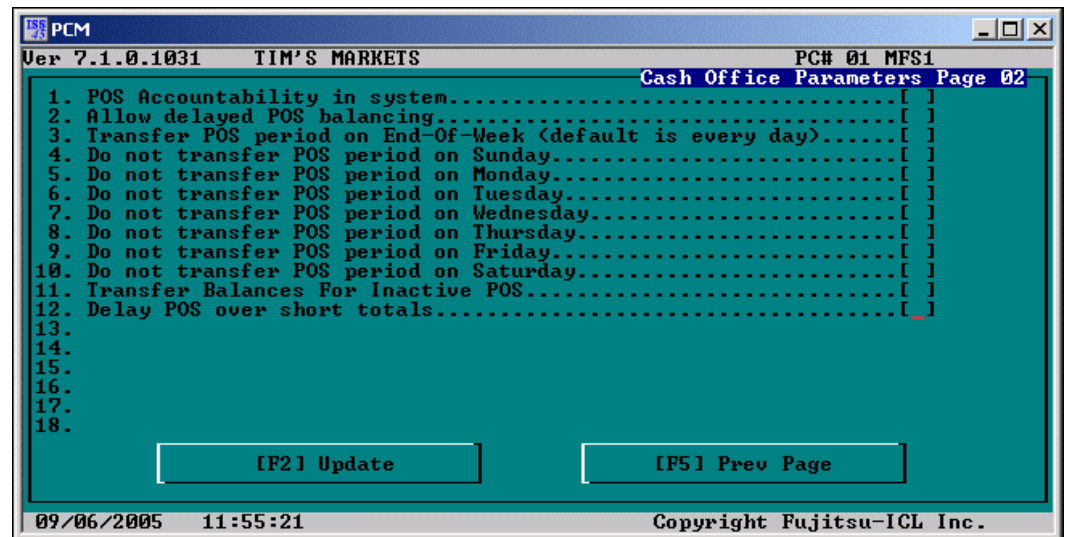 ISS 45 PCM
Ver 7.1.0.1031 TIM'S MARKETS PC# 01 MFS1
Cash Office Parameters Page 02
1. POS Accountability in system......................................[ ]
2. Allow delayed POS balancing.......................................[ ]
3. Transfer POS period on End-Of-Week (default is every day)......[ ]
4. Do not transfer POS period on Sunday.............................[ ]
5. Do not transfer POS period on Monday.............................[ ]
6. Do not transfer POS period on Tuesday............................[ ]
7. Do not transfer POS period on Wednesday..........................[ ]
8. Do not transfer POS period on Thursday...........................[ ]
9. Do not transfer POS period on Friday.............................[ ]
10. Do not transfer POS period on Saturday...........................[ ]
11. Transfer Balances For Inactive POS...............................[ ]
12. Delay POS over short totals.......................................[_]
13.
14.
15.
16.
17.
18.
[F2] Update [F5] Prev Page
09/06/2005 11:55:21 Copyright Fujitsu-ICL Inc.